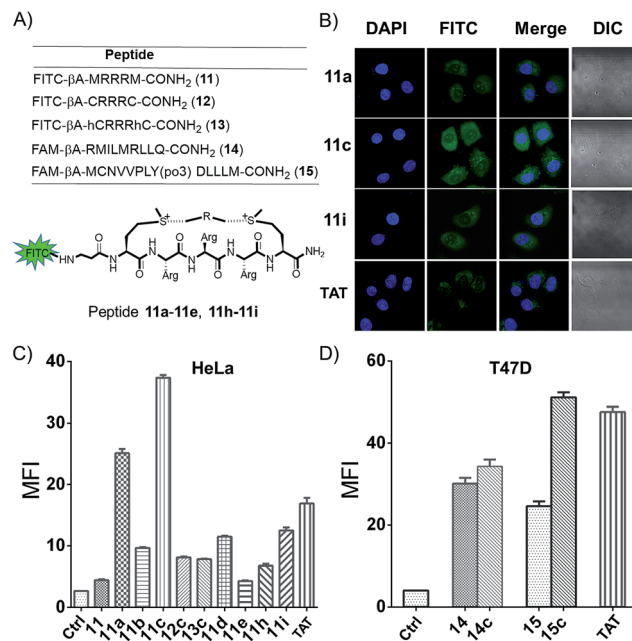 A)
Peptide
FITC-βA-MRRRM-CONH₂ (11)
FITC-βA-CRRRC-CONH₂ (12)
FITC-βA-hCRRRhC-CONH₂ (13)
FAM-βA-RMILMRLLQ-CONH₂ (14)
FAM-βA-MCNVVPLY(po3) DLLLM-CONH₂ (15)
S⁺ R S⁺
FITC
HN O N H O Arg H N O Arg N H O Arg H N O NH₂
Peptide 11a-11e, 11h-11i
B)
DAPI FITC Merge DIC
11a
11c
11i
TAT
C)
HeLa
MFI
40
30
20
10
0
Ctrl 11 11a 11b 11c 12c 13c 11d 11e 11h 11i TAT
D)
T47D
MFI
60
40
20
0
Ctrl 14 14c 15 15c TAT